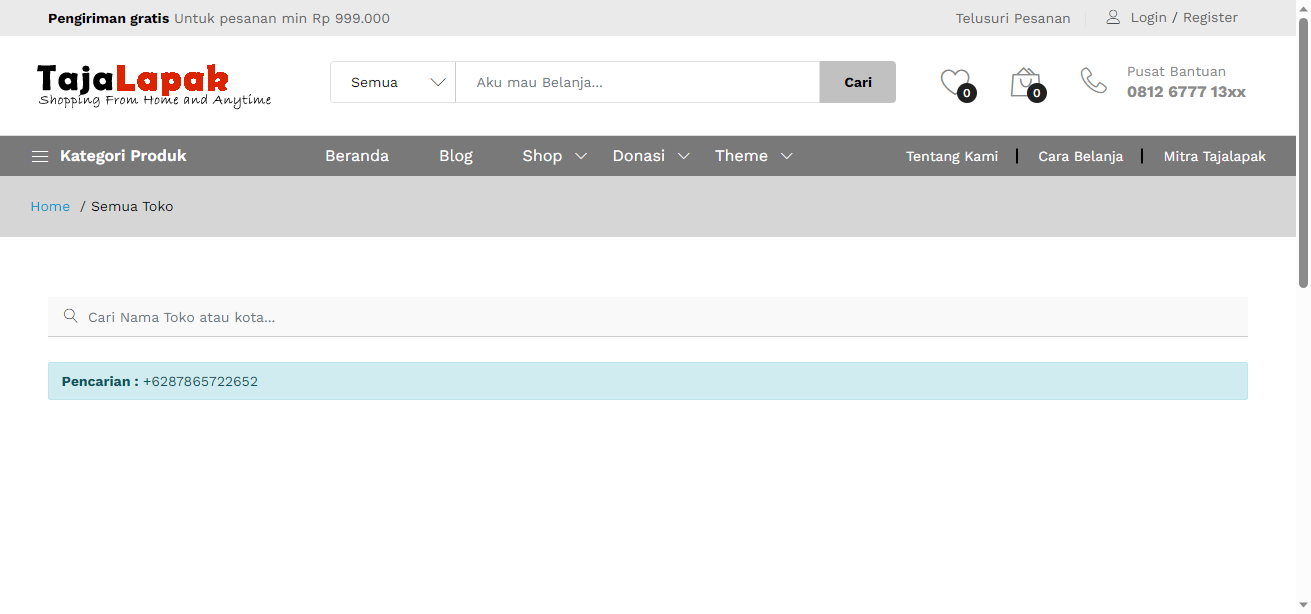 Pengiriman gratis Untuk pesanan min Rp 999.000
Telusuri Pesanan
Login / Register
TajaLapak
Shopping From Home and Anytime
Semua
Aku mau Belanja...
Cari
0
0
Pusat Bantuan
0812 6777 13xx
Kategori Produk
Beranda
Blog
Shop
Donasi
Theme
Tentang Kami
Cara Belanja
Mitra Tajalapak
Home / Semua Toko
Cari Nama Toko atau kota...
Pencarian : +6287865722652